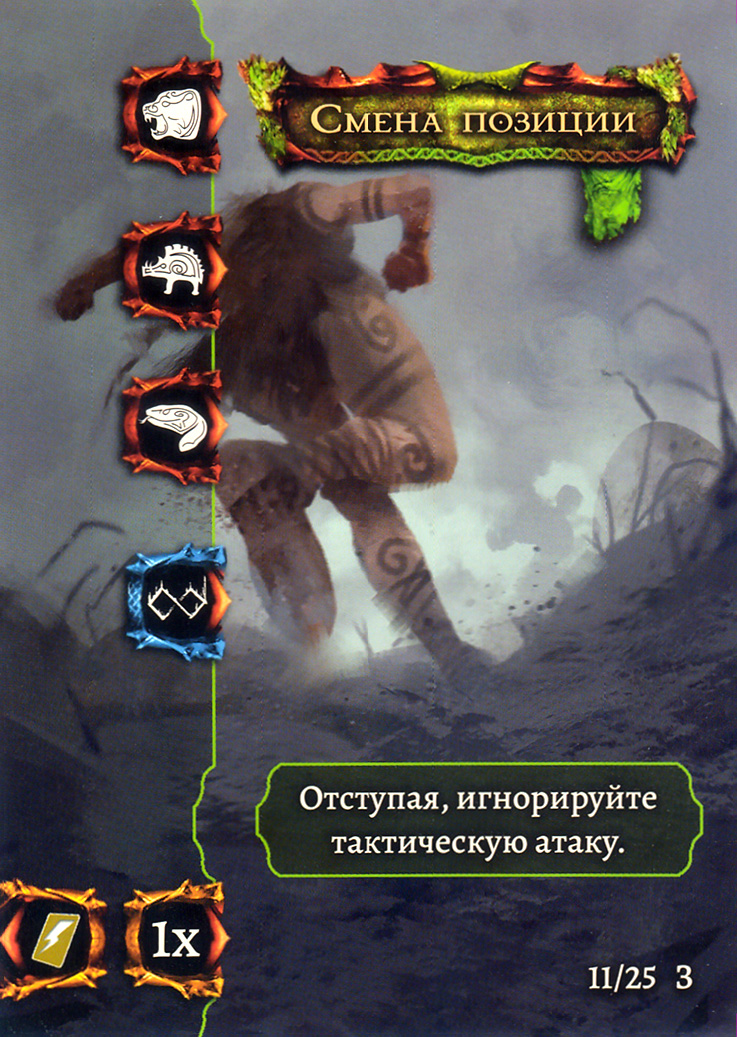 Смена позиции
Отступая, игнорируйте
тактическую атаку.
1x
11/25 3